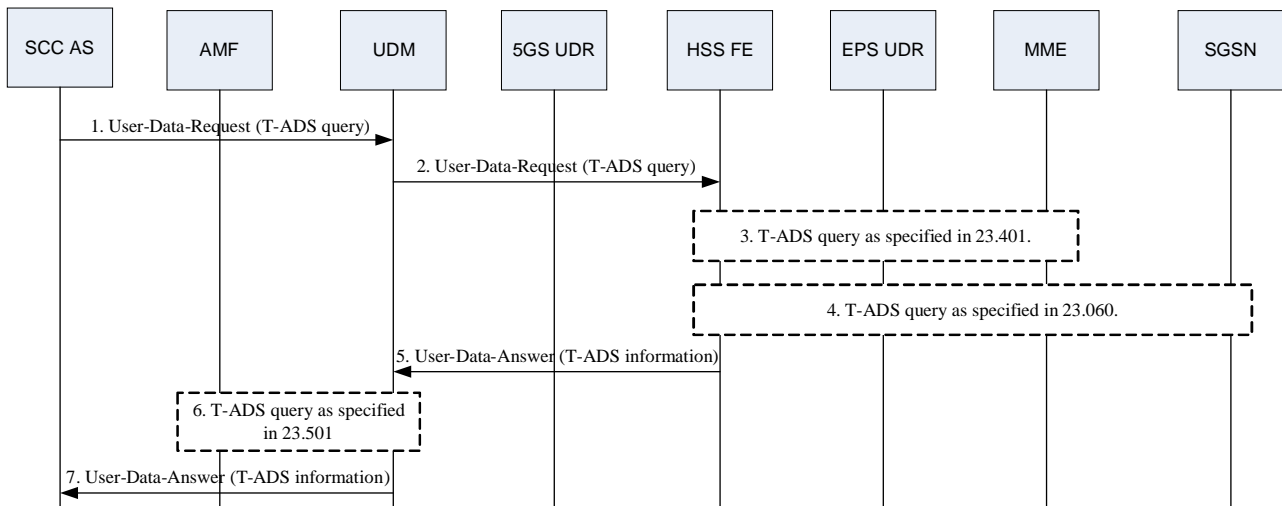 SCC AS
AMF
UDM
5GS UDR
HSS FE
EPS UDR
MME
SGSN
1. User-Data-Request (T-ADS query)
2. User-Data-Request (T-ADS query)
3. T-ADS query as specified in 23.401.
4. T-ADS query as specified in 23.060.
5. User-Data-Answer (T-ADS information)
6. T-ADS query as specified
in 23.501
7. User-Data-Answer (T-ADS information)